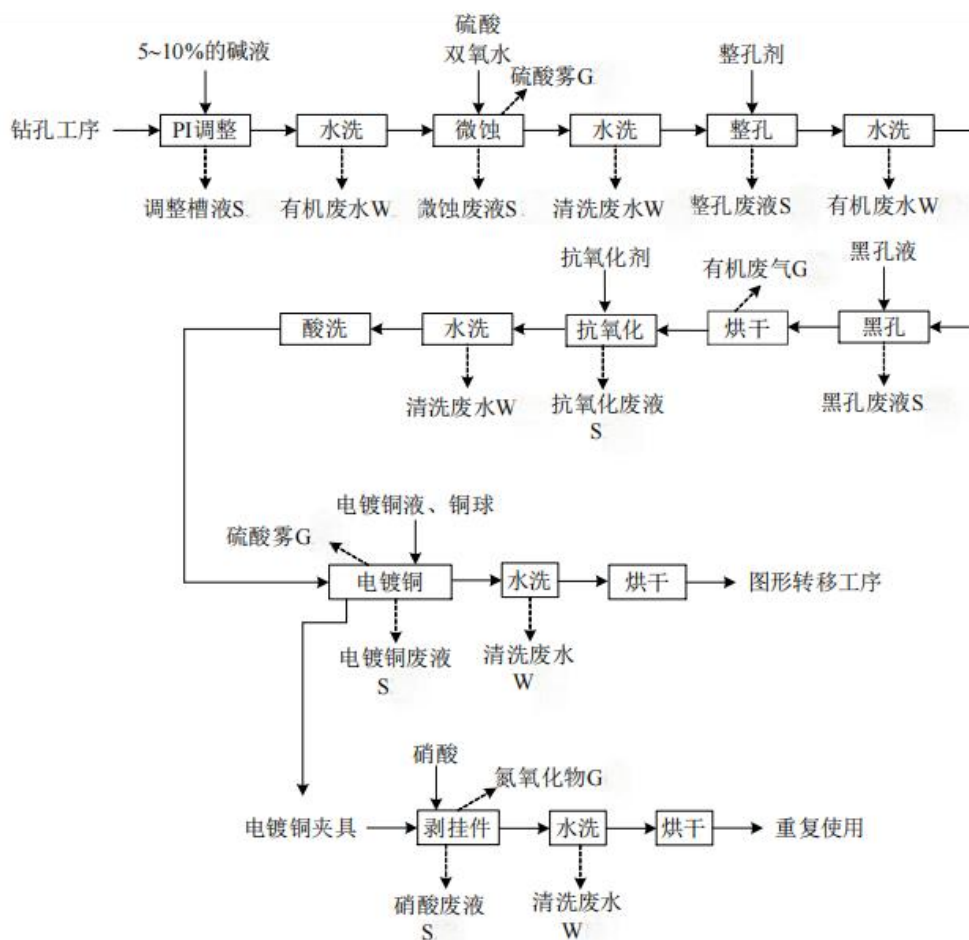 5~10%的碱液
硫酸
双氧水
硫酸雾G
整孔剂
钻孔工序
PI调整
水洗
微蚀
水洗
整孔
水洗
调整槽液S
有机废水W
微蚀废液S
清洗废水W
整孔废液S
有机废水W
抗氧化剂
有机废气G
黑孔液
酸洗
水洗
抗氧化
烘干
黑孔
清洗废水W
抗氧化废液
S
黑孔废液S
电镀铜液、铜球
硫酸雾G
电镀铜
水洗
烘干
图形转移工序
电镀铜废液
S
清洗废水
W
硝酸
氮氧化物G
电镀铜夹具
剥挂件
水洗
烘干
重复使用
硝酸废液
S
清洗废水
W